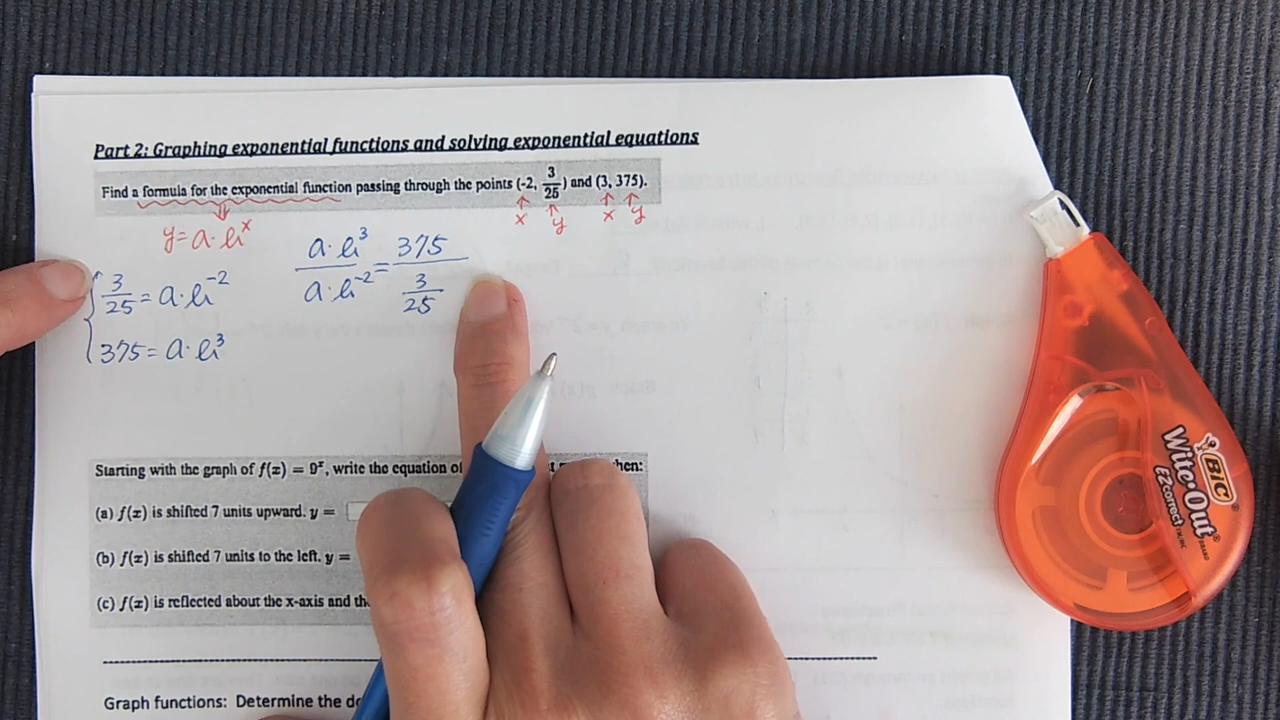 Part 2: Graphing exponential functions and solving exponential equations
Find a formula for the exponential function passing through the points (-2, 3/25) and (3, 375).
x y x y
y = a · b^x
a · b^3 / a · b^-2 = 375 / 3/25
3/25 = a · b^-2
375 = a · b^3
Starting with the graph of f(x) = 9^x, write the equation of hen:
(a) f(x) is shifted 7 units upward. y =
(b) f(x) is shifted 7 units to the left. y =
(c) f(x) is reflected about the x-axis and th
Graph functions: Determine the do
1
BIC
Wite-Out
EZcorrect